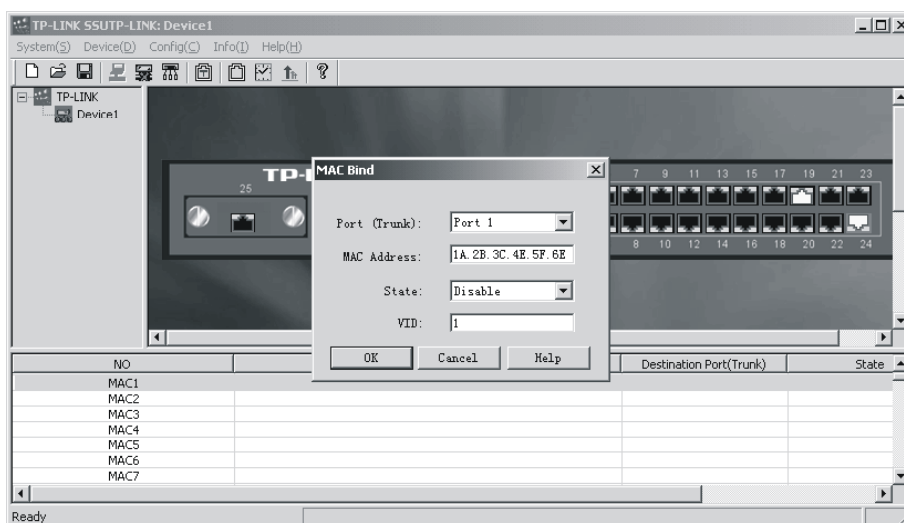 TP-LINK SSUTP-LINK: Device1
System(S) Device(D) Config(C) Info(I) Help(H)
TP-LINK
Device1
TP-L
25
7 9 11 13 15 17 19 21 23
8 10 12 14 16 18 20 22 24
MAC Bind
Port (Trunk): Port 1
MAC Address: 1A.2B.3C.4E.5F.6E
State: Disable
VID: 1
OK Cancel Help
NO Destination Port(Trunk) State
MAC1
MAC2
MAC3
MAC4
MAC5
MAC6
MAC7
Ready